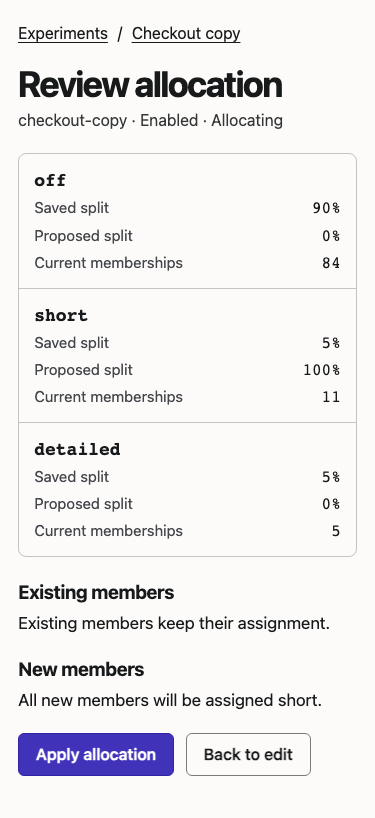 Experiments / Checkout copy
Review allocation
checkout-copy · Enabled · Allocating
off
Saved split 90%
Proposed split 0%
Current memberships 84
short
Saved split 5%
Proposed split 100%
Current memberships 11
detailed
Saved split 5%
Proposed split 0%
Current memberships 5
Existing members
Existing members keep their assignment.
New members
All new members will be assigned short.
Apply allocation Back to edit